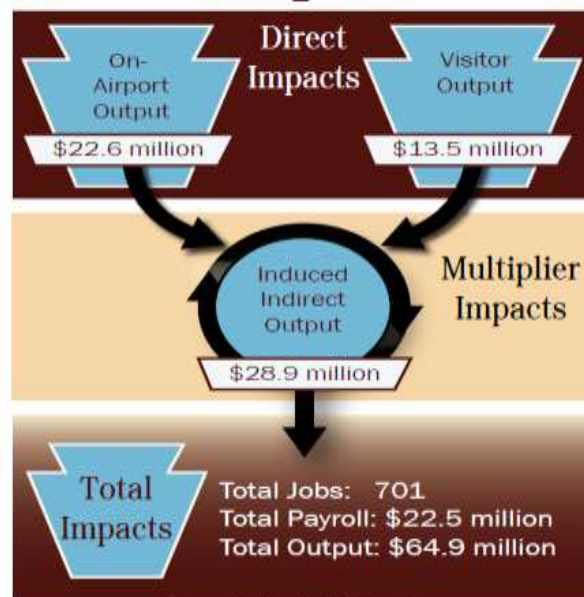 Direct
Impacts
On-
Airport
Output
$22.6 million
Visitor
Output
$13.5 million
Induced
Indirect
Output
$28.9 million
Multiplier
Impacts
Total
Impacts
Total Jobs: 701
Total Payroll: $22.5 million
Total Output: $64.9 million